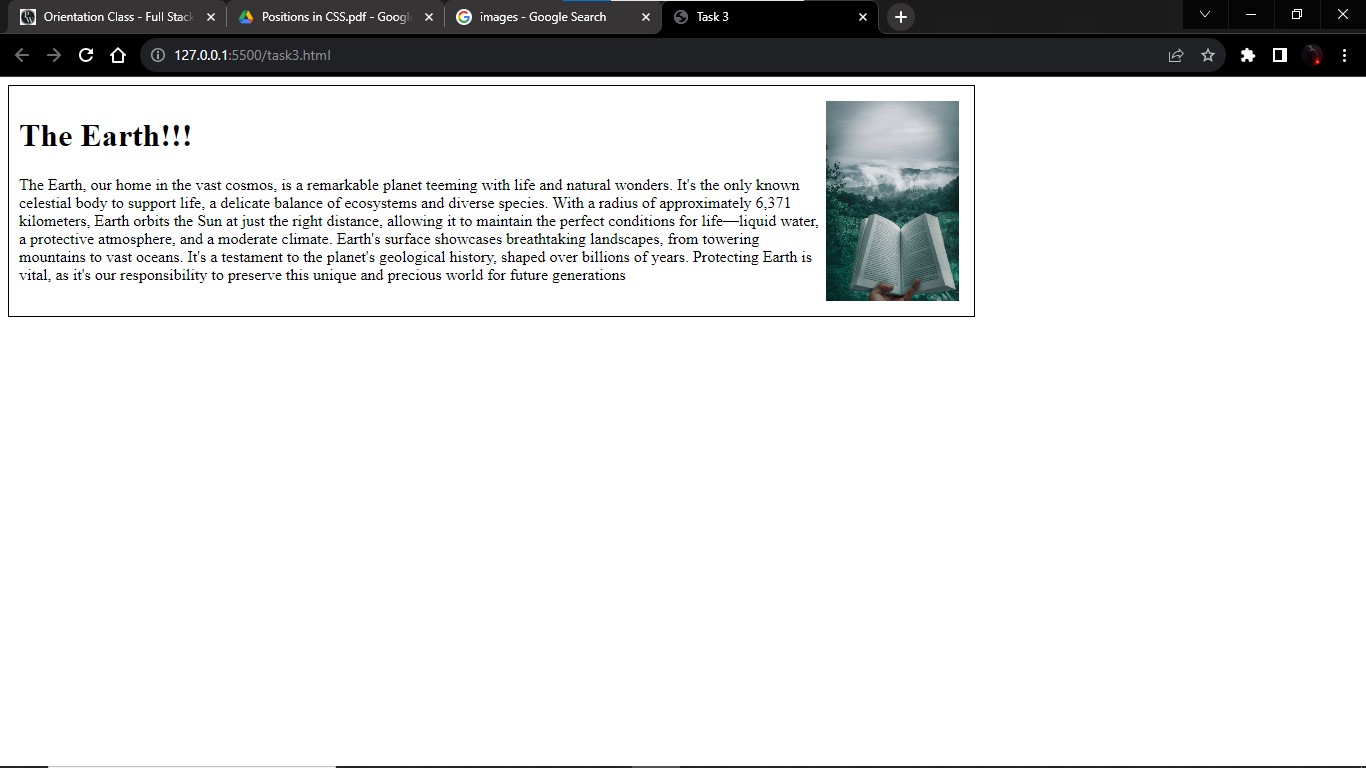 Orientation Class - Full Stack
Positions in CSS.pdf - Googl
images - Google Search
Task 3
127.0.0.1:5500/task3.html
The Earth!!!
The Earth, our home in the vast cosmos, is a remarkable planet teeming with life and natural wonders. It's the only known
celestial body to support life, a delicate balance of ecosystems and diverse species. With a radius of approximately 6,371
kilometers, Earth orbits the Sun at just the right distance, allowing it to maintain the perfect conditions for life—liquid water,
a protective atmosphere, and a moderate climate. Earth's surface showcases breathtaking landscapes, from towering
mountains to vast oceans. It's a testament to the planet's geological history, shaped over billions of years. Protecting Earth is
vital, as it's our responsibility to preserve this unique and precious world for future generations